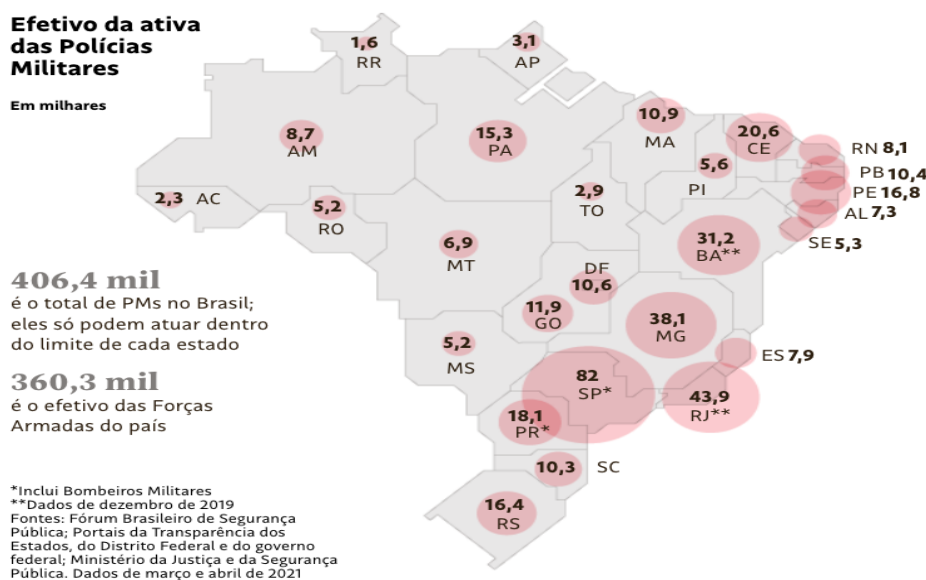 Efetivo da ativa
das Polícias
Militares
Em milhares
1,6
RR
3,1
AP
8,7
AM
15,3
PA
10,9
MA
20,6
CE
RN 8,1
PB 10,4
PE 16,8
AL 7,3
SE 5,3
5,6
PI
2,3 AC
5,2
RO
2,9
TO
6,9
MT
31,2
BA**
DF
10,6
11,9
GO
38,1
MG
5,2
MS
ES 7,9
82
SP*
43,9
RJ**
18,1
PR*
10,3 SC
16,4
RS
406,4 mil
é o total de PMs no Brasil;
eles só podem atuar dentro
do limite de cada estado
360,3 mil
é o efetivo das Forças
Armadas do país
*Inclui Bombeiros Militares
**Dados de dezembro de 2019
Fontes: Fórum Brasileiro de Segurança
Pública; Portais da Transparência dos
Estados, do Distrito Federal e do governo
federal; Ministério da Justiça e da Segurança
Pública. Dados de março e abril de 2021